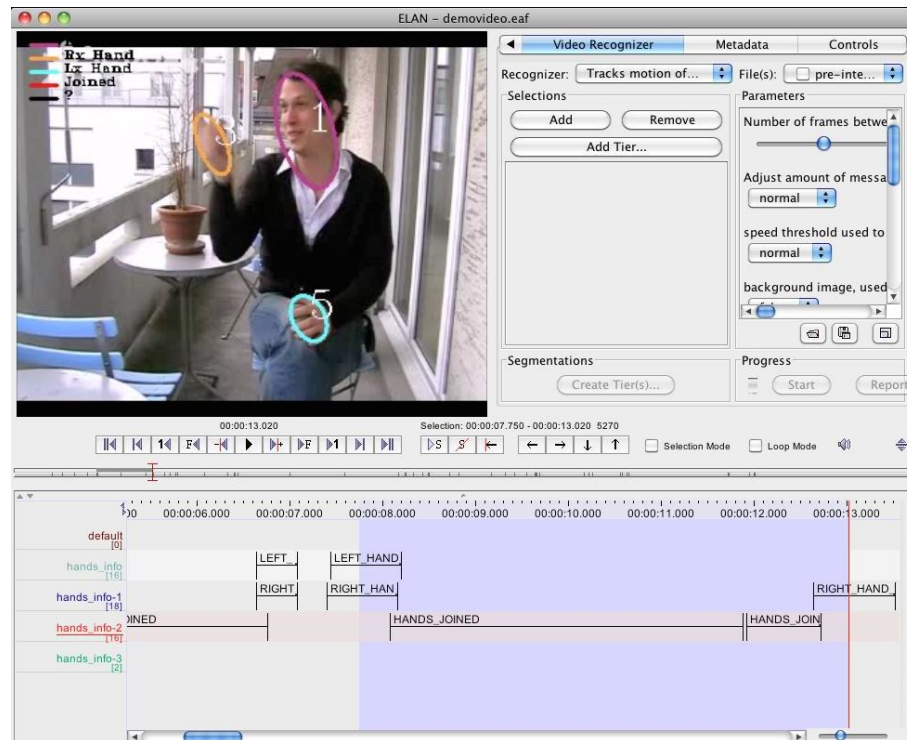 ELAN – demovideo.eaf
Rx Hand
Lx Hand
Joined
?
1
3
5
Video Recognizer Metadata Controls
Recognizer: Tracks motion of... File(s): pre-inte...
Selections
Add Remove
Add Tier...
Parameters
Number of frames betwe
Adjust amount of messa
normal
speed threshold used to
normal
background image, used
Segmentations
Create Tier(s)...
Progress
Start Report
00:00:13.020 Selection: 00:00:07.750 - 00:00:13.020 5270
1 F F 1 S S Selection Mode Loop Mode
00:00:06.000 00:00:07.000 00:00:08.000 00:00:09.000 00:00:10.000 00:00:11.000 00:00:12.000 00:00:13.000
default
[0]
hands_info LEFT_ LEFT_HAND
[16]
hands_info-1 RIGHT RIGHT_HAN RIGHT_HAND_
[18]
hands_info-2 OINED HANDS_JOINED HANDS_JOIN
[16]
hands_info-3
[2]